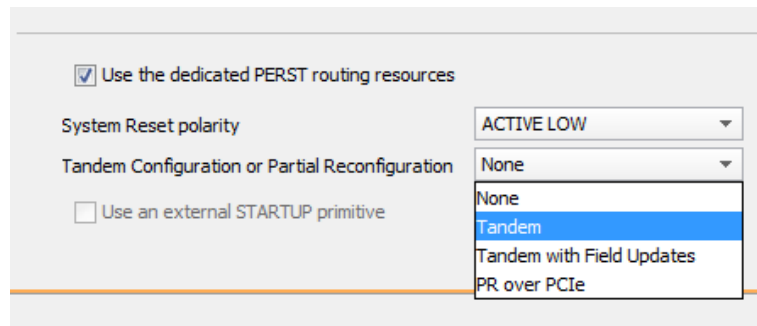 Use the dedicated PERST routing resources
System Reset polarity ACTIVE LOW
Tandem Configuration or Partial Reconfiguration None
None
Use an external STARTUP primitive
Tandem
Tandem with Field Updates
PR over PCIe